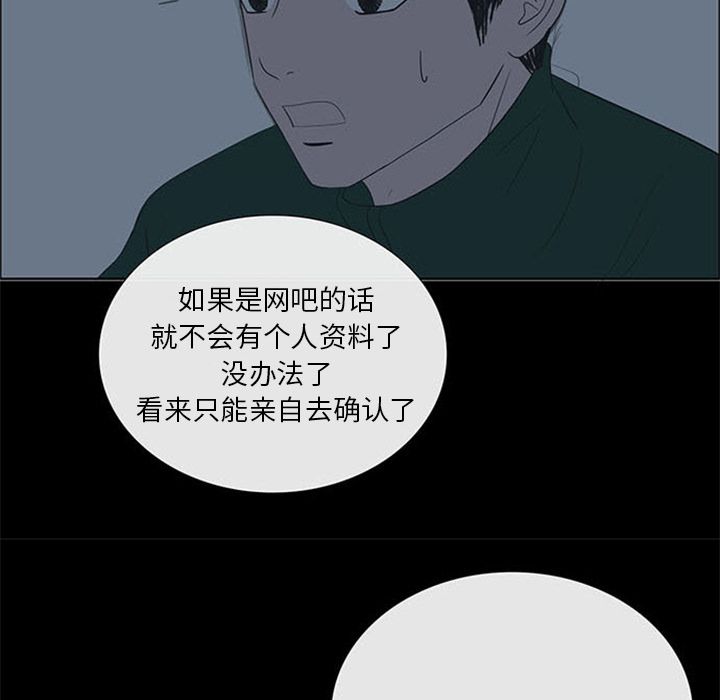 如果是网吧的话
就不会有个人资料了
没办法了
看来只能亲自去确认了